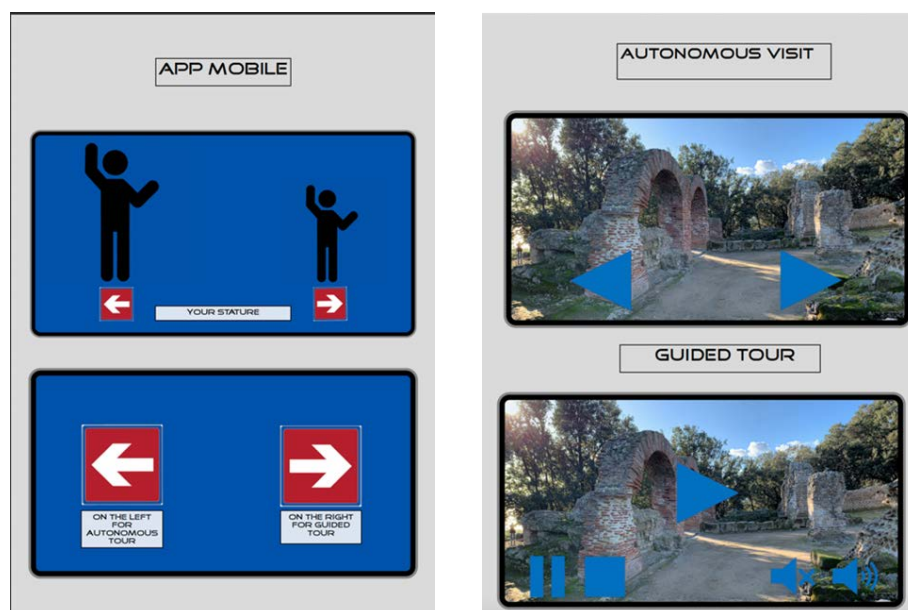 APP MOBILE
YOUR STATURE
ON THE LEFT
FOR
AUTONOMOUS
TOUR
ON THE RIGHT
FOR GUIDED
TOUR
AUTONOMOUS VISIT
GUIDED TOUR